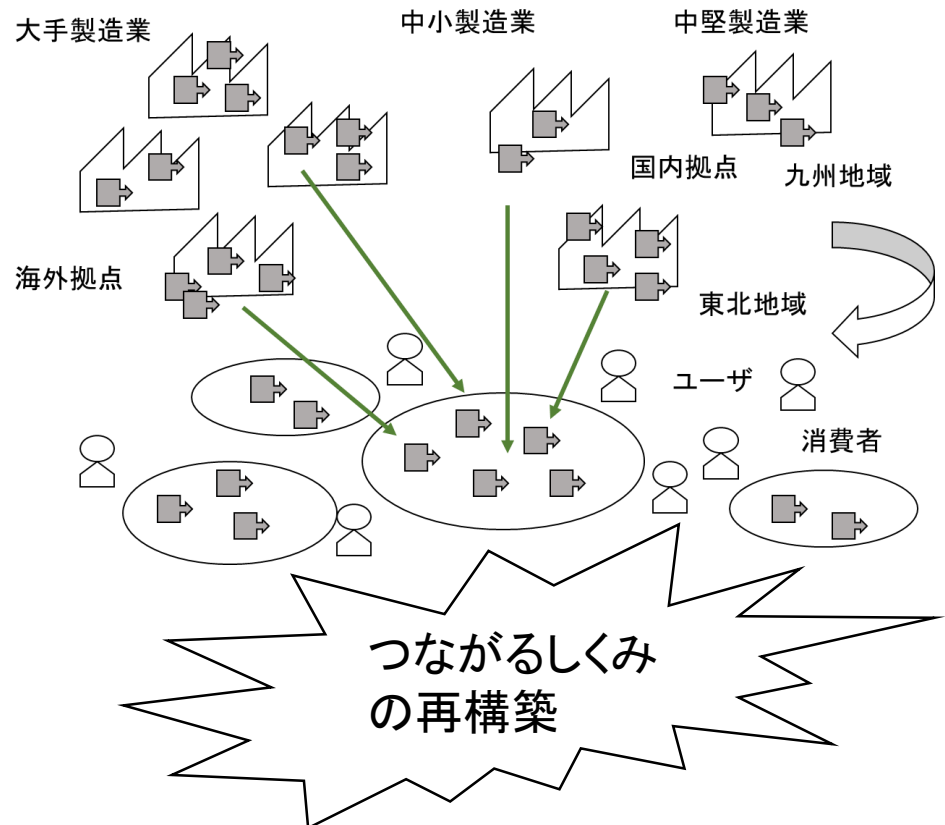 大手製造業
中小製造業
中堅製造業
国内拠点
九州地域
海外拠点
東北地域
ユーザ
消費者
つながるしくみ
の再構築